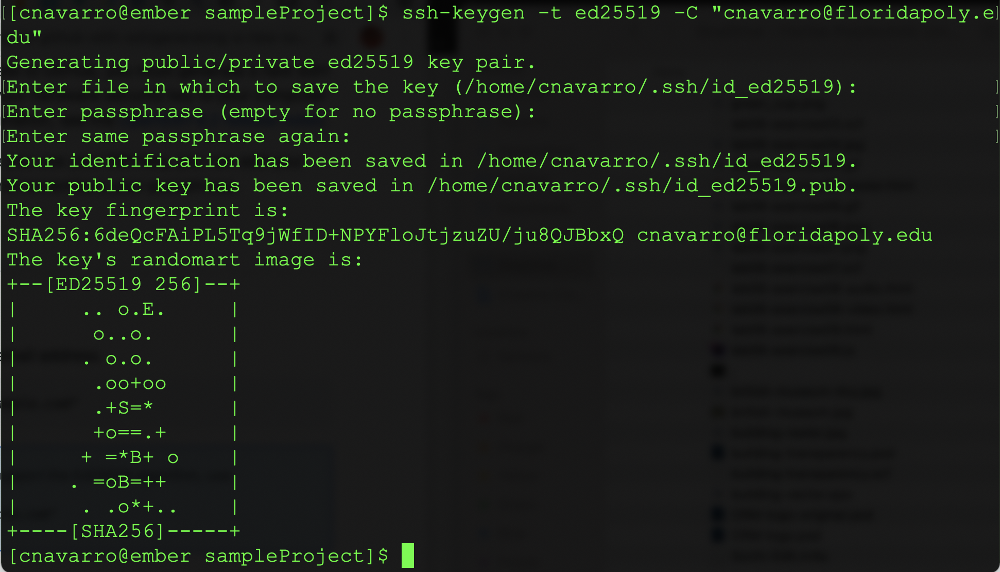 [cnavarro@ember sampleProject]$ ssh-keygen -t ed25519 -C "cnavarro@floridapoly.e
du"
Generating public/private ed25519 key pair.
Enter file in which to save the key (/home/cnavarro/.ssh/id_ed25519):
Enter passphrase (empty for no passphrase):
Enter same passphrase again:
Your identification has been saved in /home/cnavarro/.ssh/id_ed25519.
Your public key has been saved in /home/cnavarro/.ssh/id_ed25519.pub.
The key fingerprint is:
SHA256:6deQcFAiPL5Tq9jWfID+NPYFloJtjzuZU/ju8QJBbxQ cnavarro@floridapoly.edu
The key's randomart image is:
+--[ED25519 256]--+
|     .. o.E.     |
|      o..o.      |
|     . o.o.      |
|      .oo+oo     |
|      .+S=*      |
|      +o==.+     |
|     + =*B+ o    |
|    . =oB=++     |
|     . .o*+..    |
+----[SHA256]-----+
[cnavarro@ember sampleProject]$